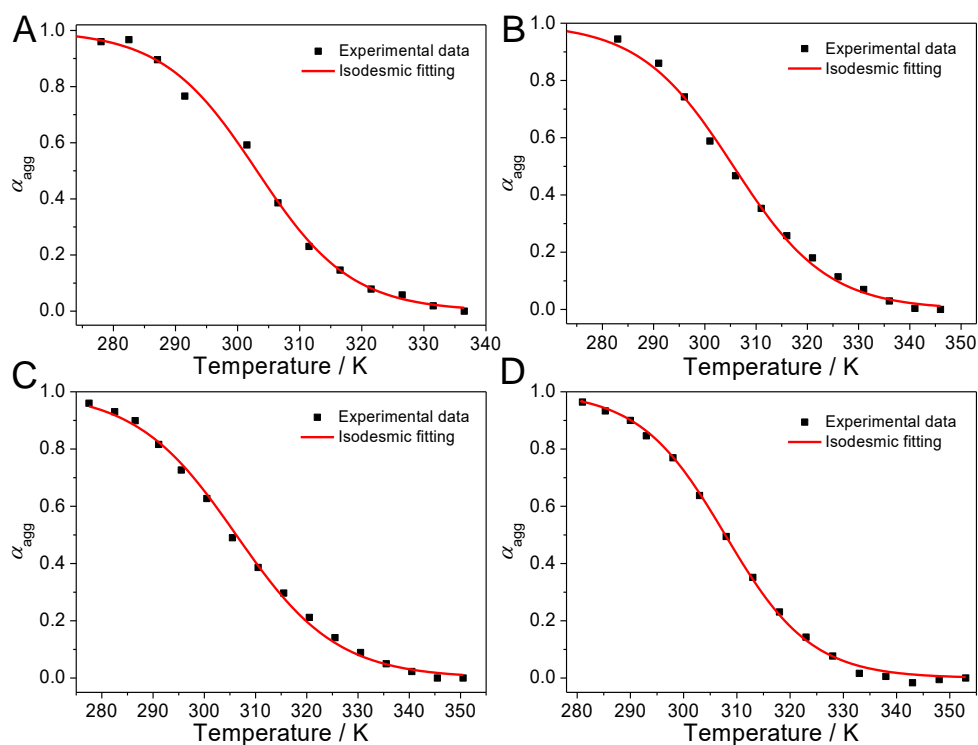 A
1.0
0.8
0.6
0.4
0.2
0.0
αagg
Experimental data
Isodesmic fitting
280 290 300 310 320 330 340
Temperature / K
B
1.0
0.8
0.6
0.4
0.2
0.0
αagg
Experimental data
Isodesmic fitting
280 290 300 310 320 330 340 350
Temperature / K
C
1.0
0.8
0.6
0.4
0.2
0.0
αagg
Experimental data
Isodesmic fitting
280 290 300 310 320 330 340 350
Temperature / K
D
1.0
0.8
0.6
0.4
0.2
0.0
αagg
Experimental data
Isodesmic fitting
280 290 300 310 320 330 340 350
Temperature / K